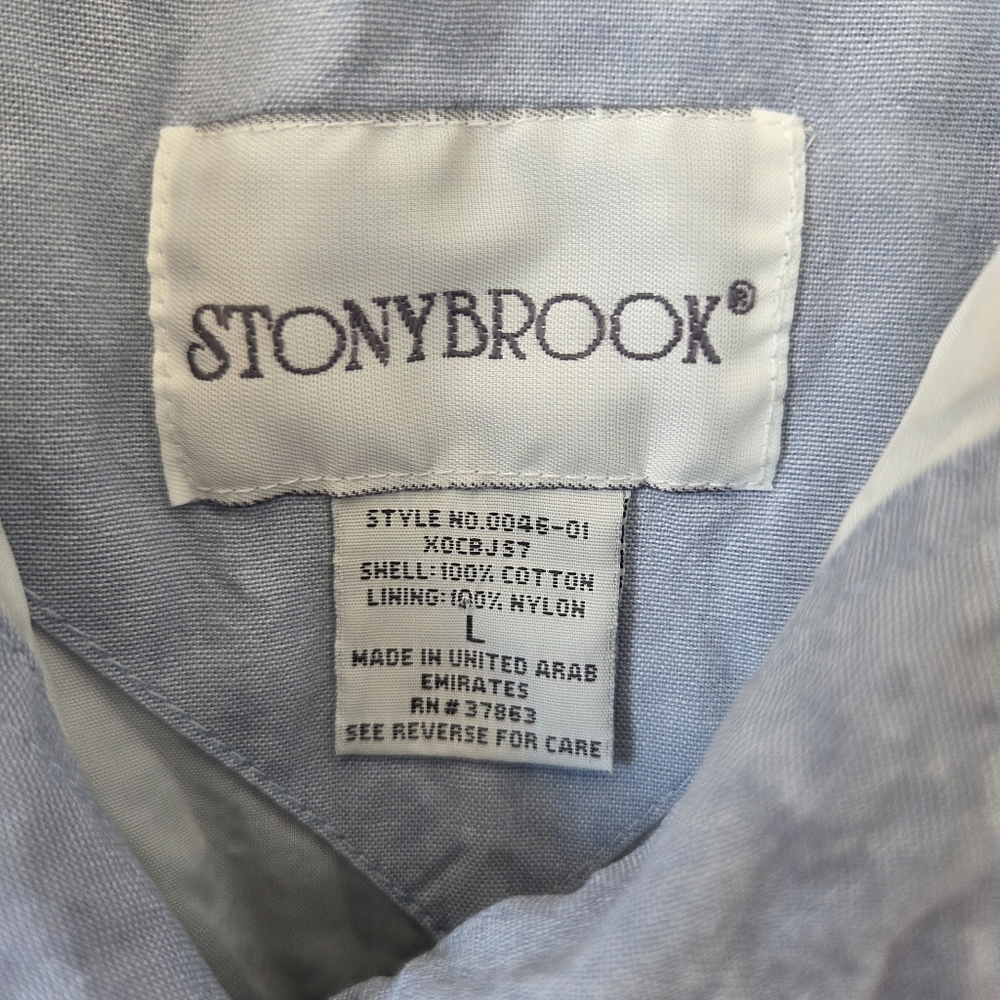 STONYBROOK®
STYLE NO.0046-01
XOCBJS7
SHELL:100% COTTON
LINING:100% NYLON
L
MADE IN UNITED ARAB
EMIRATES
RN#37863
SEE REVERSE FOR CARE